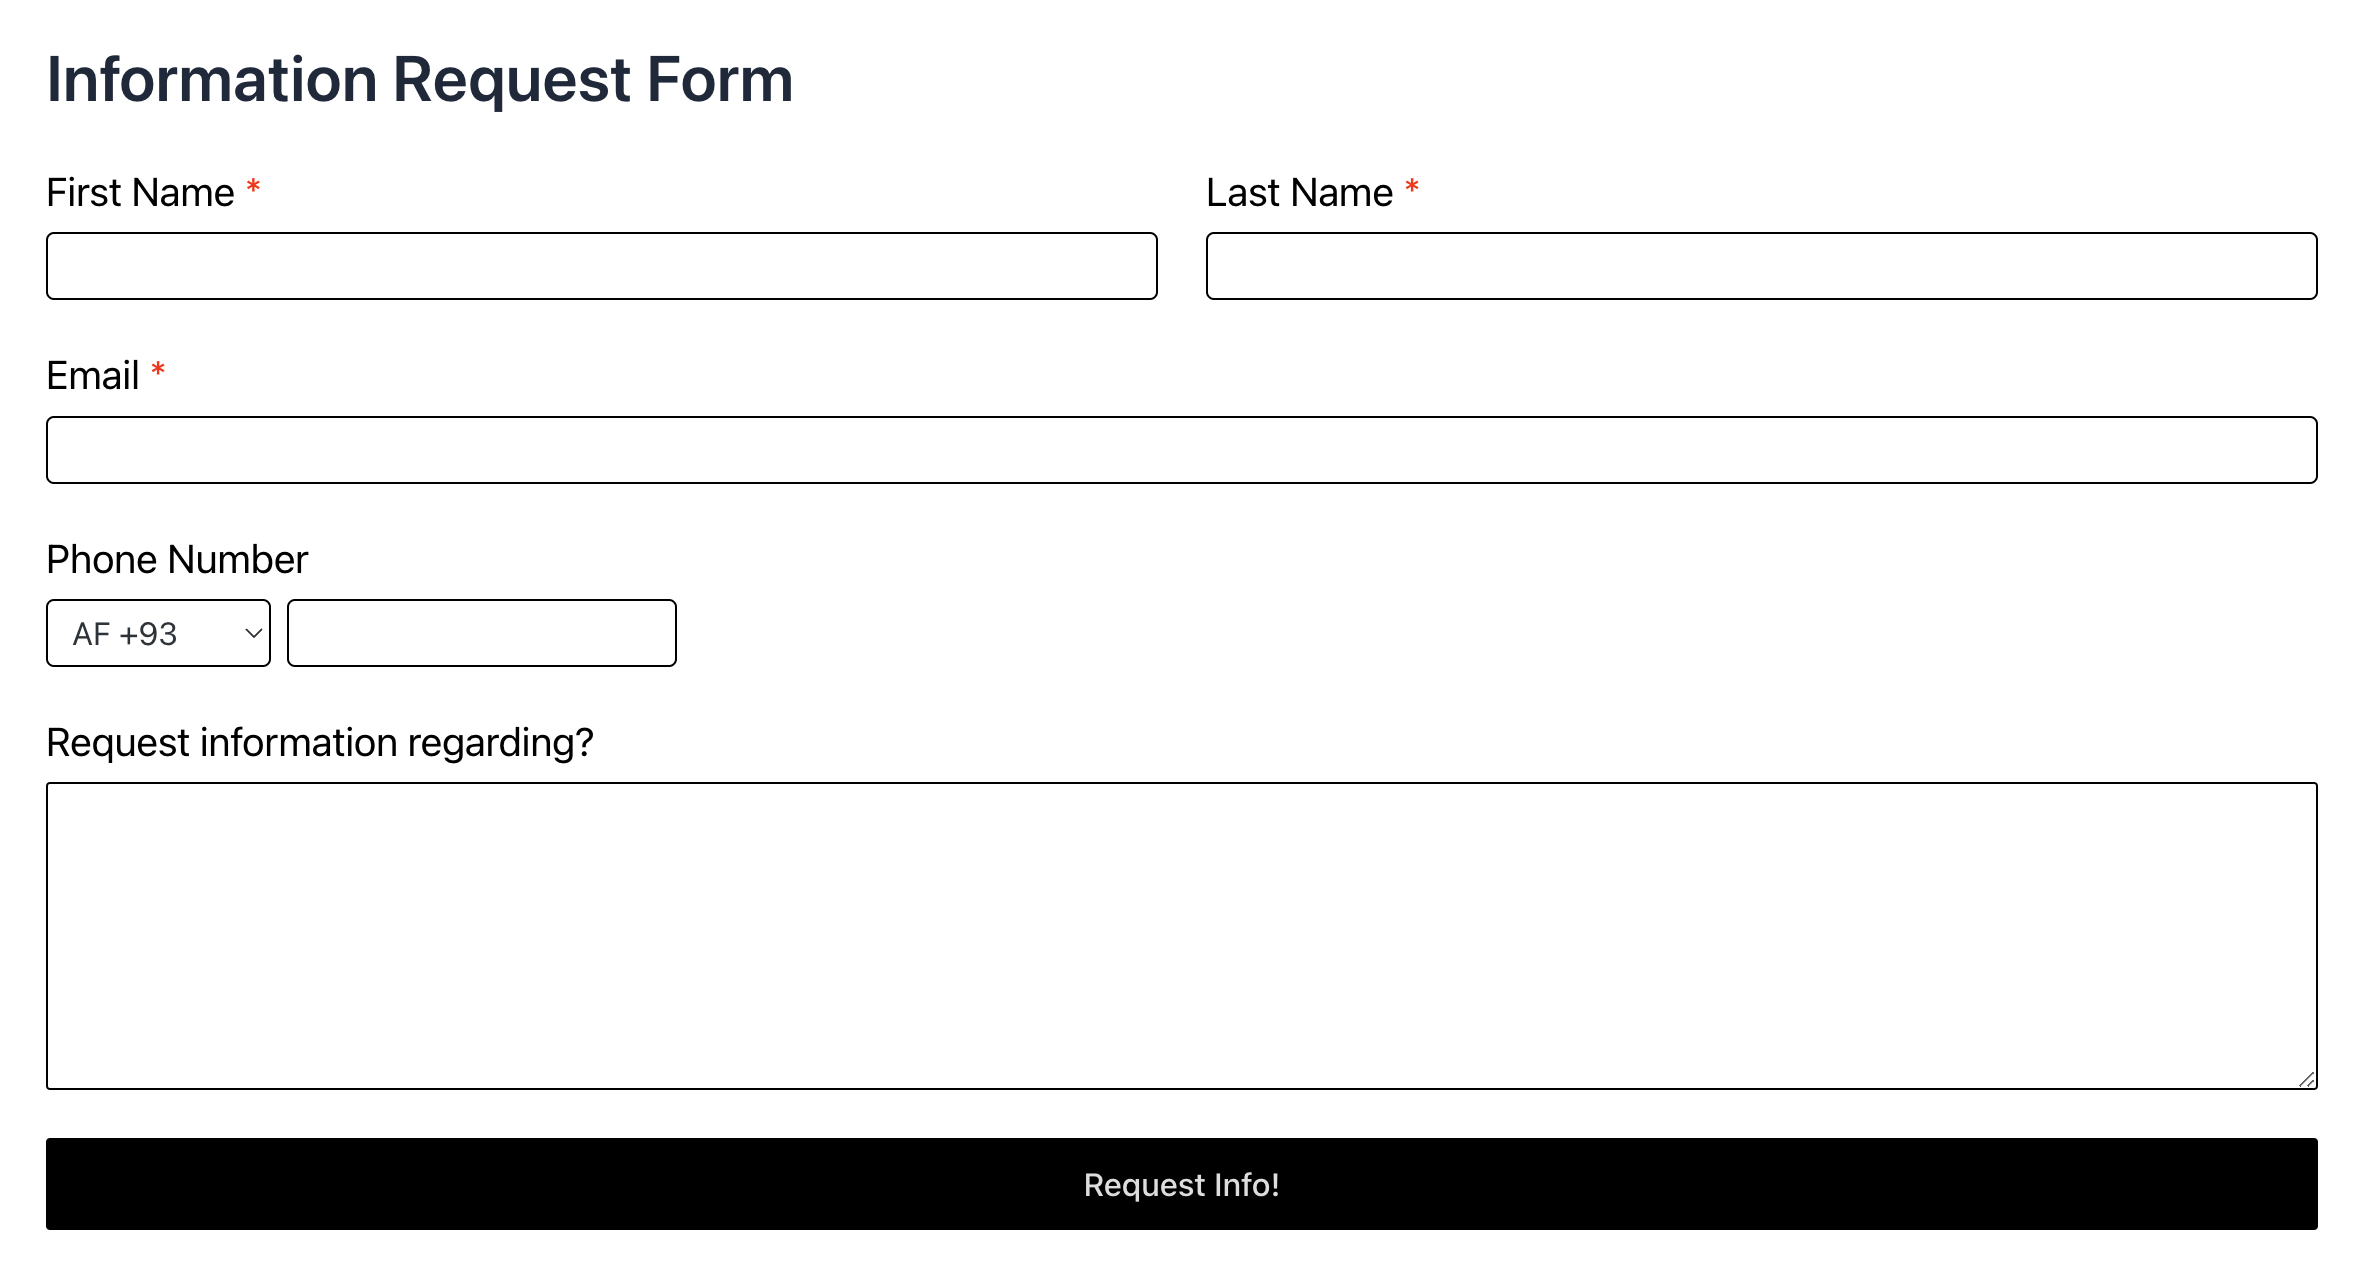 Information Request Form
First Name * Last Name *
Email *
Phone Number
AF +93
Request information regarding?
Request Info!